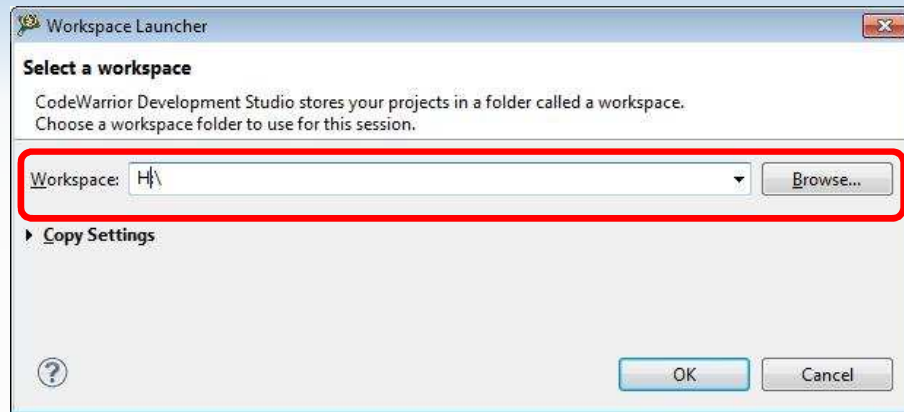 Workspace Launcher
Select a workspace
CodeWarrior Development Studio stores your projects in a folder called a workspace.
Choose a workspace folder to use for this session.
Workspace: H:\ Browse...
Copy Settings
? OK Cancel